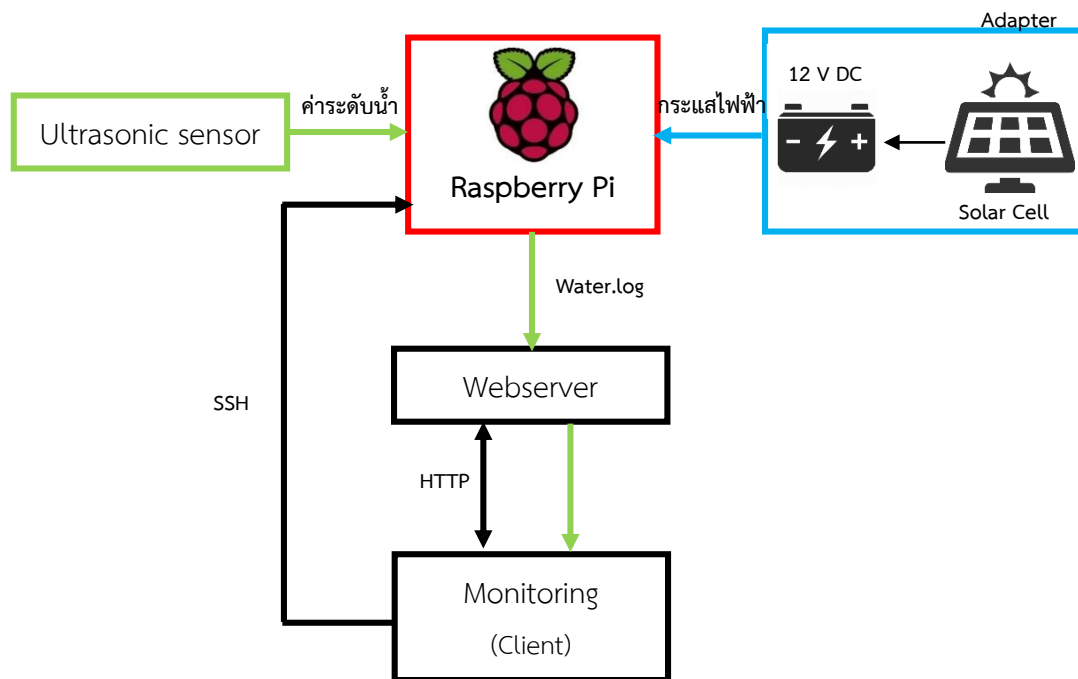 Adapter
12 V DC
ค่าระดับน้ำ
กระแสไฟฟ้า
Ultrasonic sensor
Raspberry Pi
Solar Cell
Water.log
Webserver
SSH
HTTP
Monitoring
(Client)